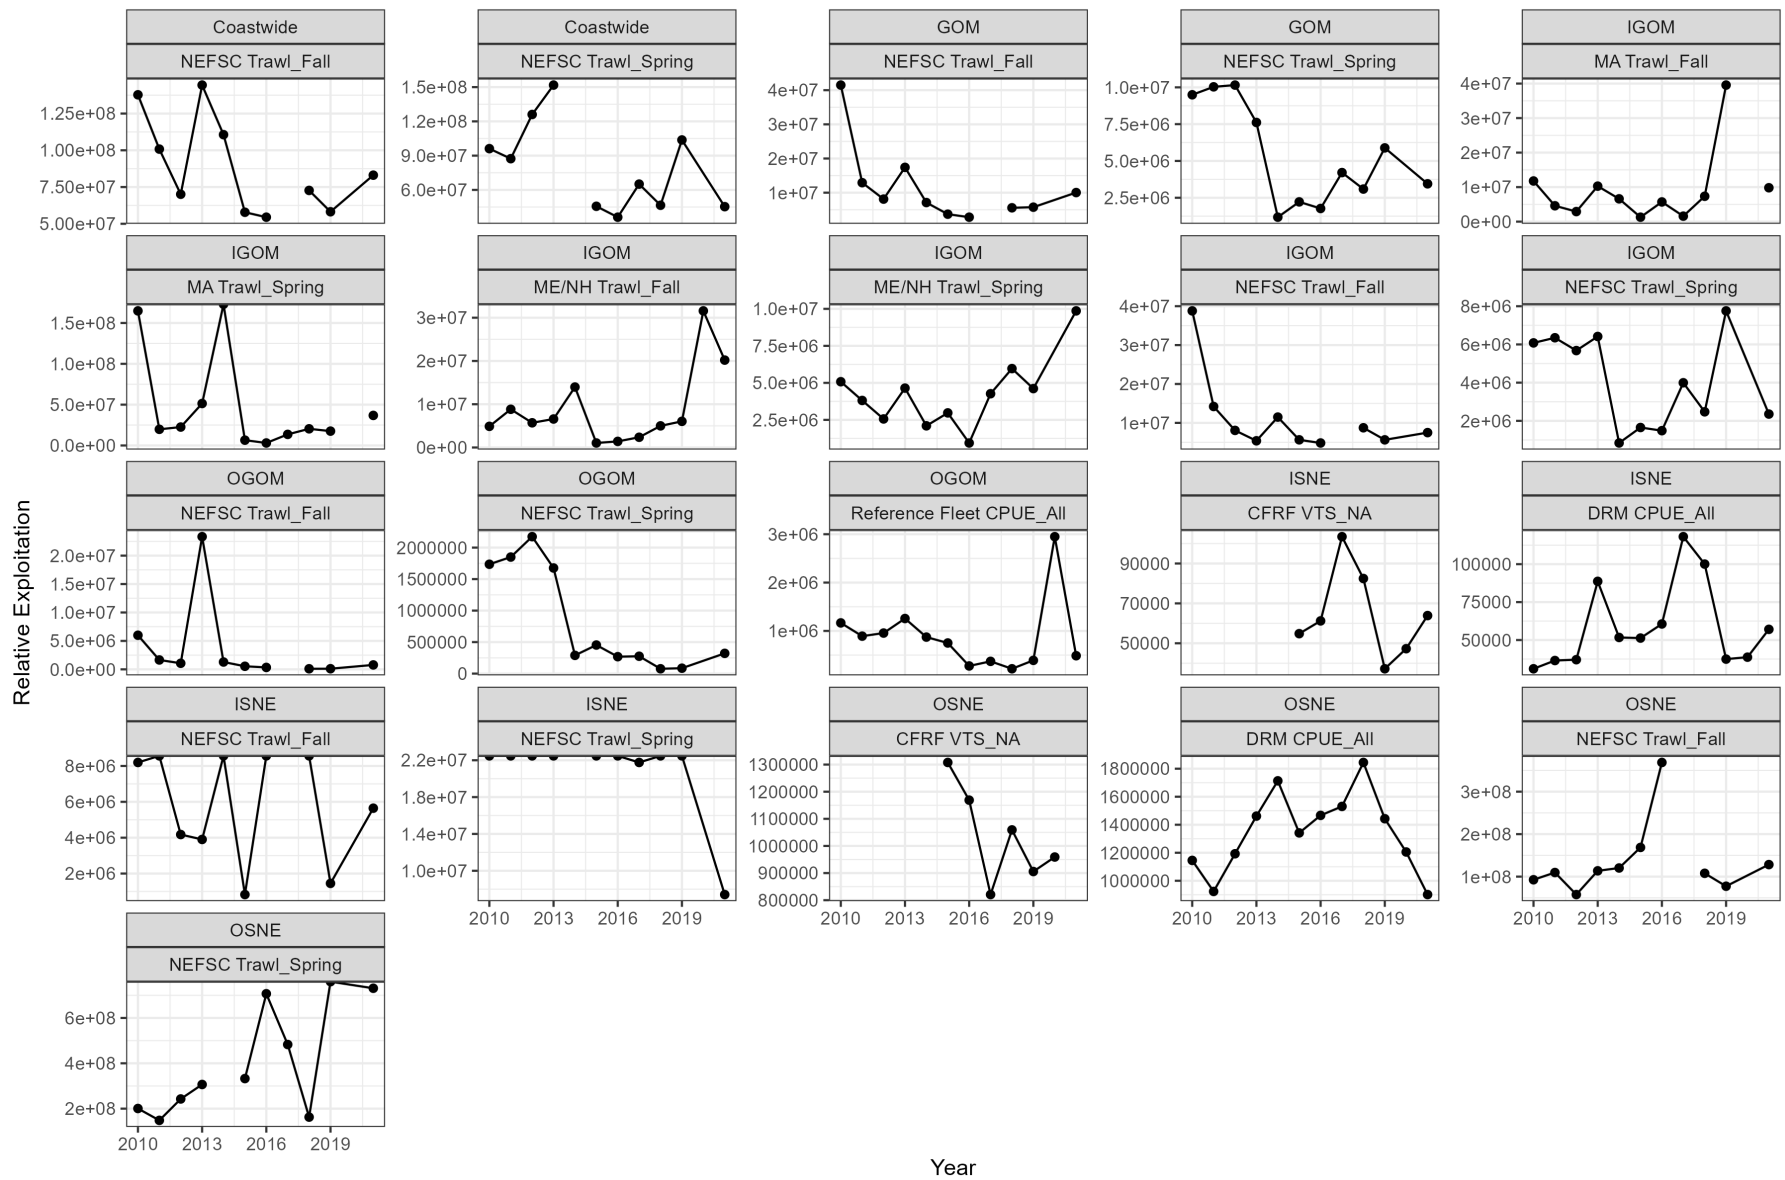 Coastwide Coastwide GOM GOM IGOM
NEFSC Trawl_Fall NEFSC Trawl_Spring NEFSC Trawl_Fall NEFSC Trawl_Spring MA Trawl_Fall
1.25e+08
1.00e+08
7.50e+07
5.00e+07
1.5e+08
1.2e+08
9.0e+07
6.0e+07
4e+07
3e+07
2e+07
1e+07
1.0e+07
7.5e+06
5.0e+06
2.5e+06
4e+07
3e+07
2e+07
1e+07
0e+00
IGOM IGOM IGOM IGOM IGOM
MA Trawl_Spring ME/NH Trawl_Fall ME/NH Trawl_Spring NEFSC Trawl_Fall NEFSC Trawl_Spring
1.5e+08
1.0e+08
5.0e+07
0.0e+00
3e+07
2e+07
1e+07
0e+00
1.0e+07
7.5e+06
5.0e+06
2.5e+06
4e+07
3e+07
2e+07
1e+07
8e+06
6e+06
4e+06
2e+06
OGOM OGOM OGOM ISNE ISNE
NEFSC Trawl_Fall NEFSC Trawl_Spring Reference Fleet CPUE_All CFRF VTS_NA DRM CPUE_All
2.0e+07
1.5e+07
1.0e+07
5.0e+06
0.0e+00
2000000
1500000
1000000
500000
0
3e+06
2e+06
1e+06
90000
70000
50000
100000
75000
50000
Relative Exploitation
ISNE ISNE OSNE OSNE OSNE
NEFSC Trawl_Fall NEFSC Trawl_Spring CFRF VTS_NA DRM CPUE_All NEFSC Trawl_Fall
8e+06
6e+06
4e+06
2e+06
2.2e+07
1.8e+07
1.4e+07
1.0e+07
1300000
1200000
1100000
1000000
900000
800000
1800000
1600000
1400000
1200000
1000000
3e+08
2e+08
1e+08
2010 2013 2016 2019 2010 2013 2016 2019 2010 2013 2016 2019 2010 2013 2016 2019
OSNE
NEFSC Trawl_Spring
6e+08
4e+08
2e+08
2010 2013 2016 2019
Year